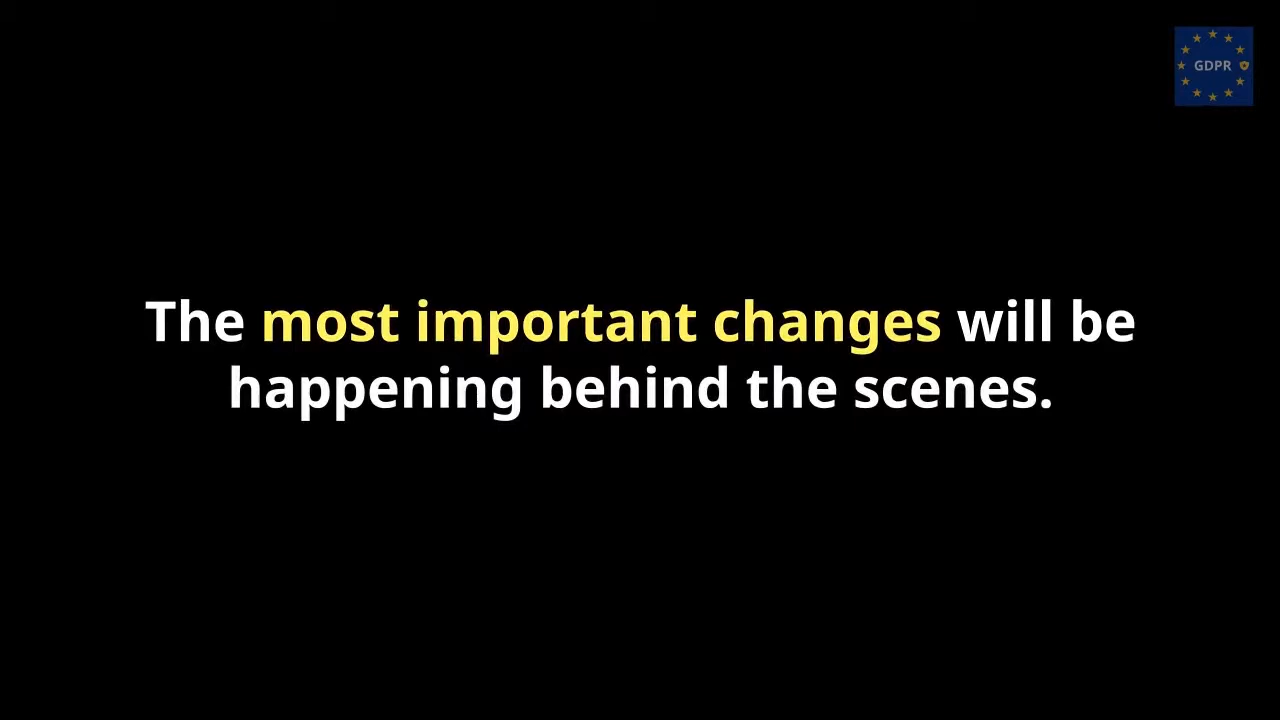 GDPR
The most important changes will be
happening behind the scenes.